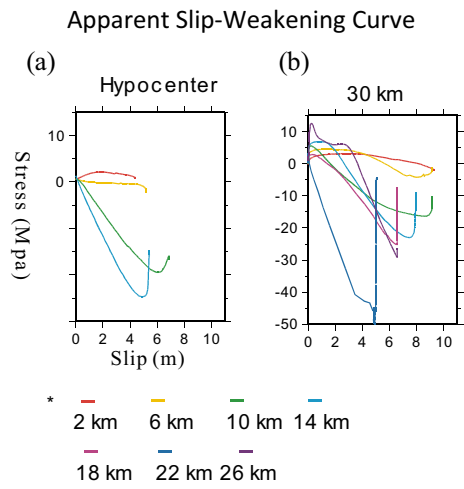 Apparent Slip-Weakening Curve
(a) (b)
Hypocenter 30 km
Stress (Mpa)
10
0
10
0
-10
-20
-30
-40
-50
0 2 4 6 8 10 0 2 4 6 8 10
Slip (m)
*
2 km 6 km 10 km 14 km
18 km 22 km 26 km